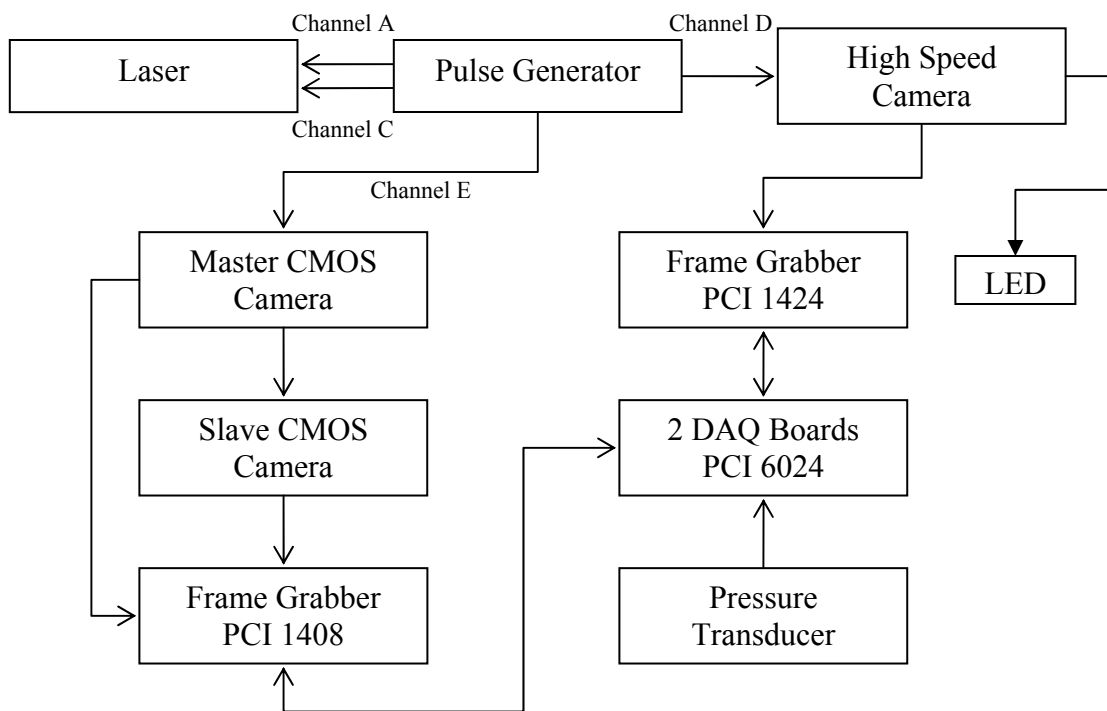 Channel A
Channel D
Laser
Pulse Generator
High Speed
Camera
Channel C
Channel E
Master CMOS
Camera
Frame Grabber
PCI 1424
LED
Slave CMOS
Camera
2 DAQ Boards
PCI 6024
Frame Grabber
PCI 1408
Pressure
Transducer